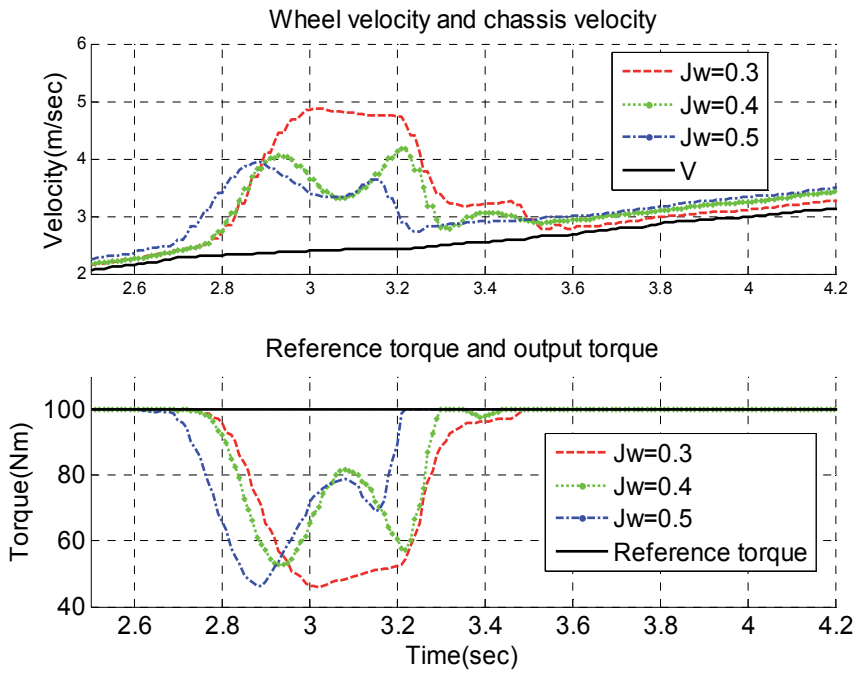 Wheel velocity and chassis velocity
Velocity(m/sec)
6
5
4
3
2
2.6 2.8 3 3.2 3.4 3.6 3.8 4 4.2
Jw=0.3
Jw=0.4
Jw=0.5
V
Reference torque and output torque
Torque(Nm)
100
80
60
40
2.6 2.8 3 3.2 3.4 3.6 3.8 4 4.2
Jw=0.3
Jw=0.4
Jw=0.5
Reference torque
Time(sec)